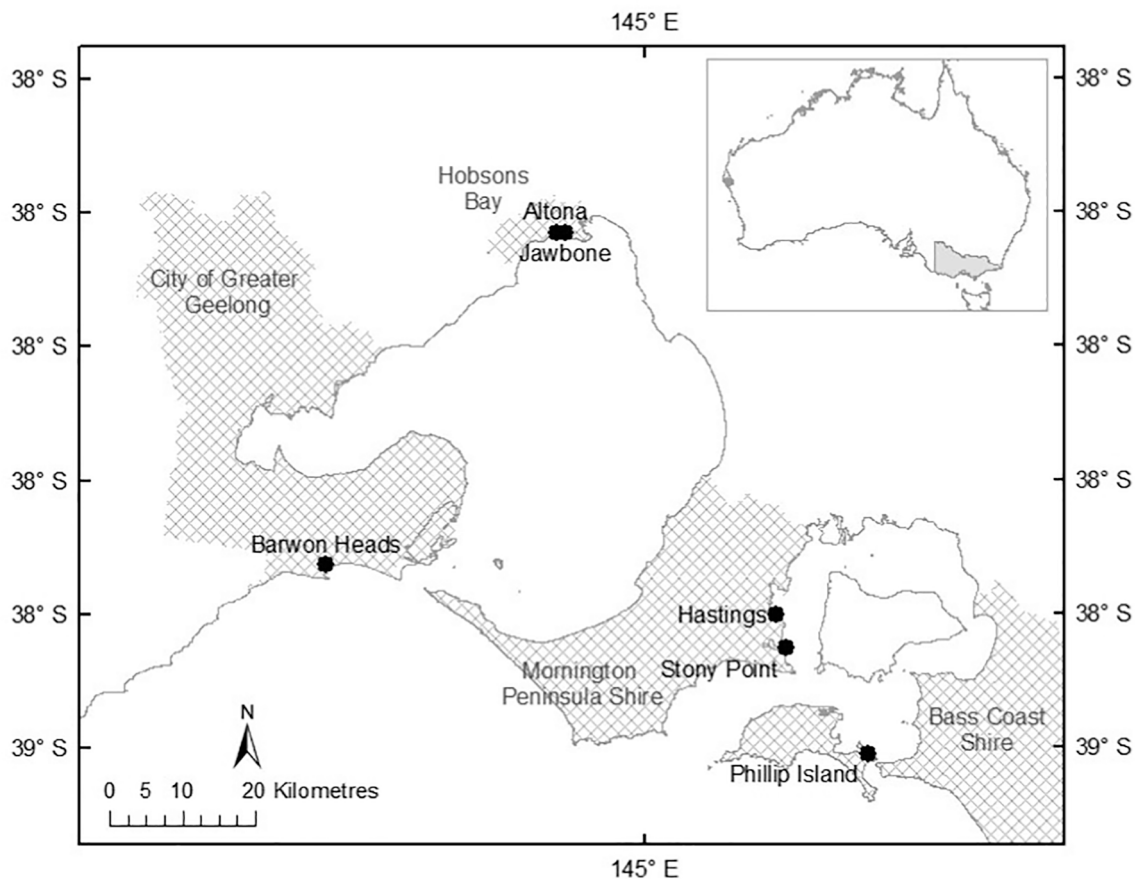 145° E
38° S
38° S
38° S
38° S
Hobsons
Bay
Altona
Jawbone
38° S
38° S
City of Greater
Geelong
38° S
38° S
38° S
38° S
Barwon Heads
38° S
38° S
Hastings
Stony Point
Mornington
Peninsula Shire
Bass Coast
Shire
N
39° S
39° S
Phillip Island
0 5 10 20 Kilometres
145° E